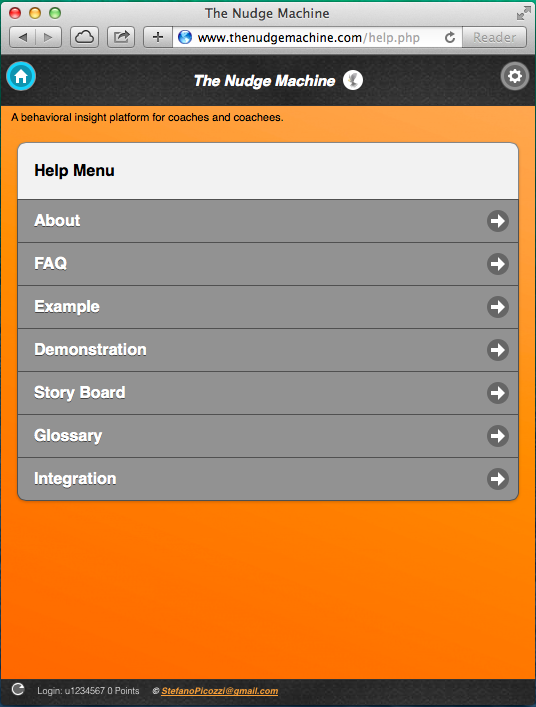 The Nudge Machine
www.thenudgemachine.com/help.php
Reader
The Nudge Machine
A behavioral insight platform for coaches and coachees.
Help Menu
About
FAQ
Example
Demonstration
Story Board
Glossary
Integration
Login: u1234567 0 Points © StefanoPicozzi@gmail.com